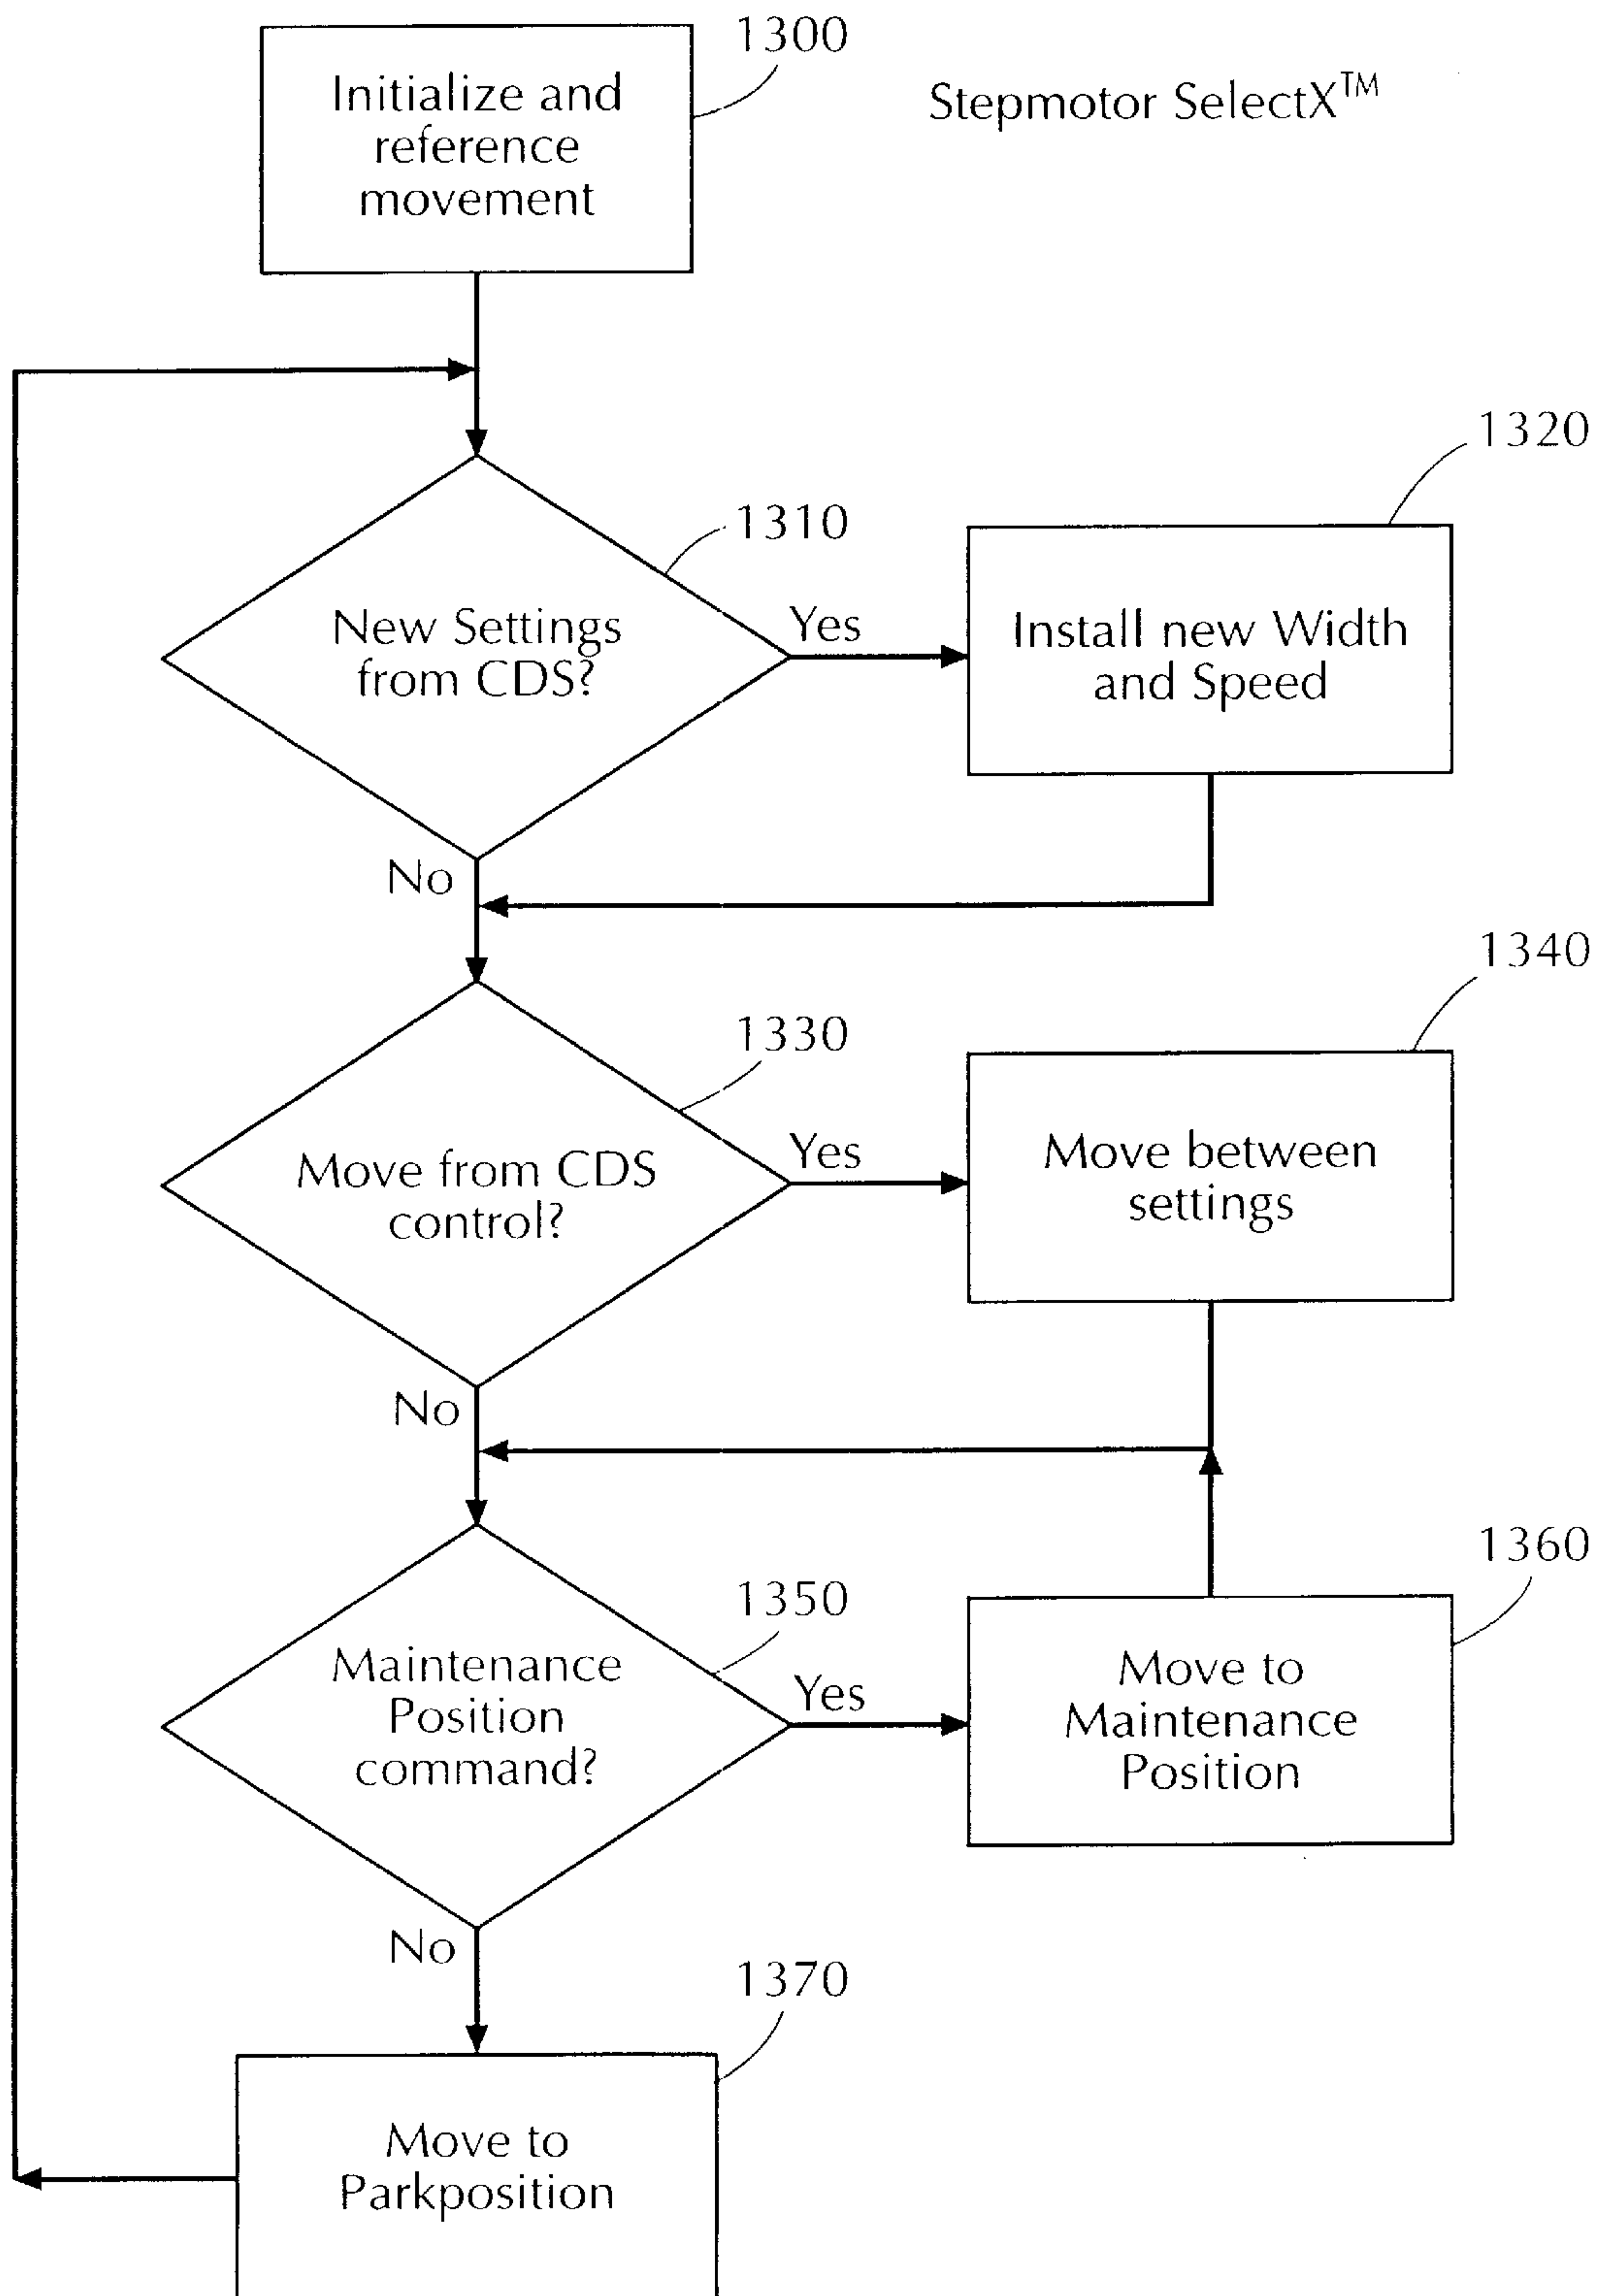 1300
Initialize and
reference
movement
Stepmotor SelectX™
1310
1320
New Settings
from CDS?
Yes
Install new Width
and Speed
No
1330
1340
Move from CDS
control?
Yes
Move between
settings
No
1350
1360
Maintenance
Position
command?
Yes
Move to
Maintenance
Position
No
1370
Move to
Parkposition